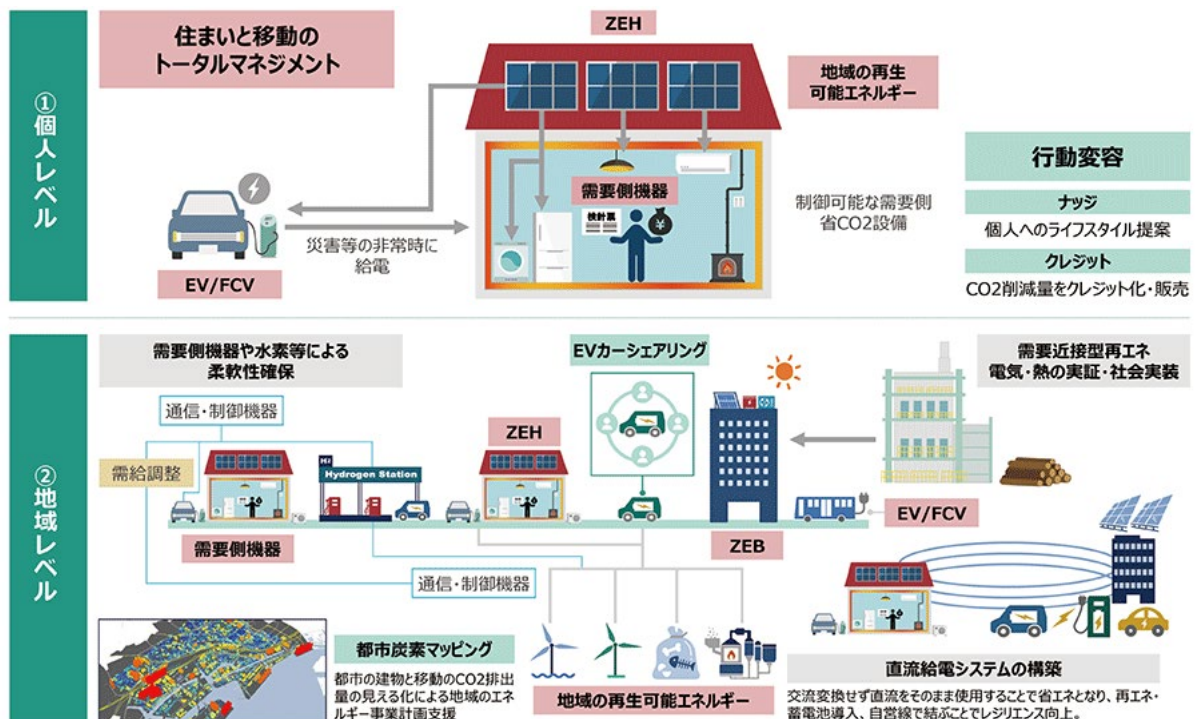 ①個人レベル
住まいと移動の
トータルマネジメント
ZEH
地域の再生
可能エネルギー
行動変容
ナッジ
個人へのライフスタイル提案
クレジット
CO2削減量をクレジット化・販売
需要側機器
検針票
¥
制御可能な需要側
省CO2設備
災害等の非常時に
給電
EV/FCV
②地域レベル
需要側機器や水素等による
柔軟性確保
EVカーシェアリング
需要近接型再エネ
電気・熱の実証・社会実装
通信・制御機器
ZEH
需給調整
Hydrogen Station
EV/FCV
需要側機器
ZEB
通信・制御機器
都市炭素マッピング
都市の建物と移動のCO2排出
量の見える化による地域のエネ
ルギー事業計画支援
地域の再生可能エネルギー
直流給電システムの構築
交流変換せず直流をそのまま使用することで省エネとなり、再エネ・
蓄電池導入、自営線で結ぶことでレジリエンス向上。